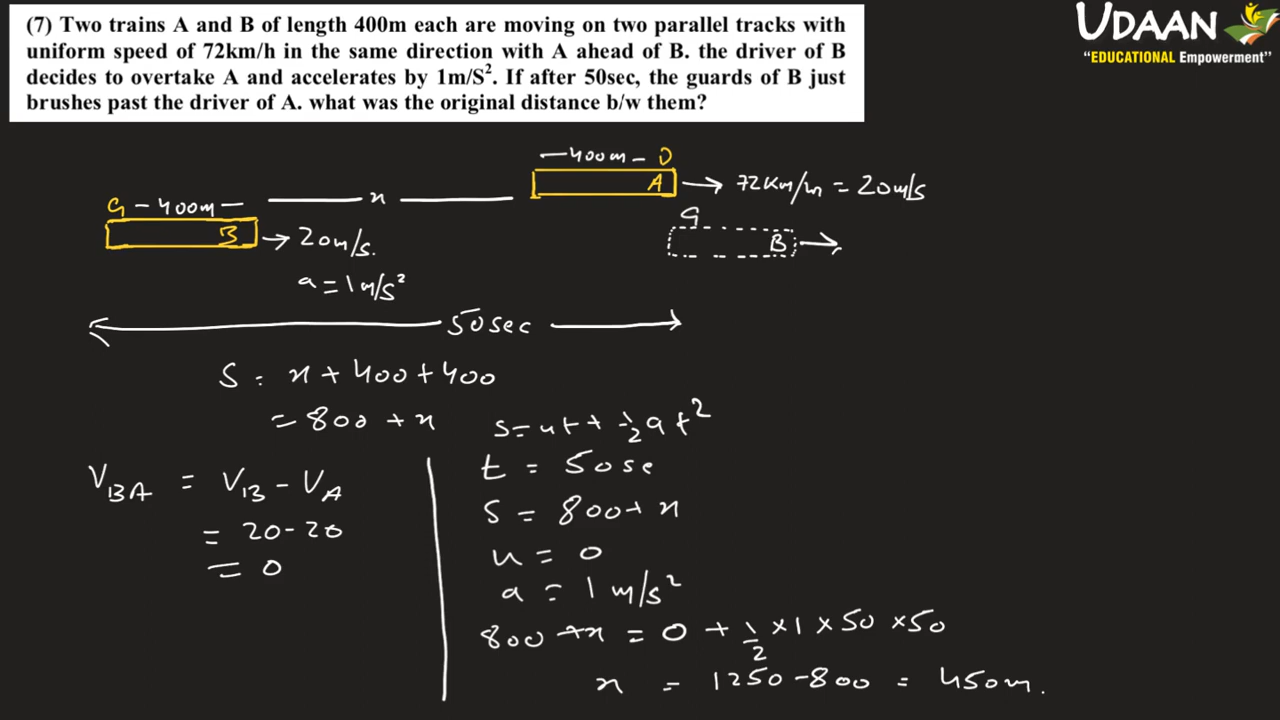 (7) Two trains A and B of length 400m each are moving on two parallel tracks with
uniform speed of 72km/h in the same direction with A ahead of B. the driver of B
decides to overtake A and accelerates by 1m/S². If after 50sec, the guards of B just
brushes past the driver of A. what was the original distance b/w them?
UDAAN
“EDUCATIONAL Empowerment”
—400m— D
A → 72Km/h = 20m/s
G —400m— x
B → 20m/s.
G
B →
a = 1m/s²
50sec
S = x + 400 + 400
= 800 + x
s = ut + ½at²
V_BA = V_B - V_A
= 20-20
= 0
t = 50se
S = 800 + x
u = 0
a = 1 m/s²
800 + x = 0 + ½ × 1 × 50 × 50
x = 1250 - 800 = 450m.